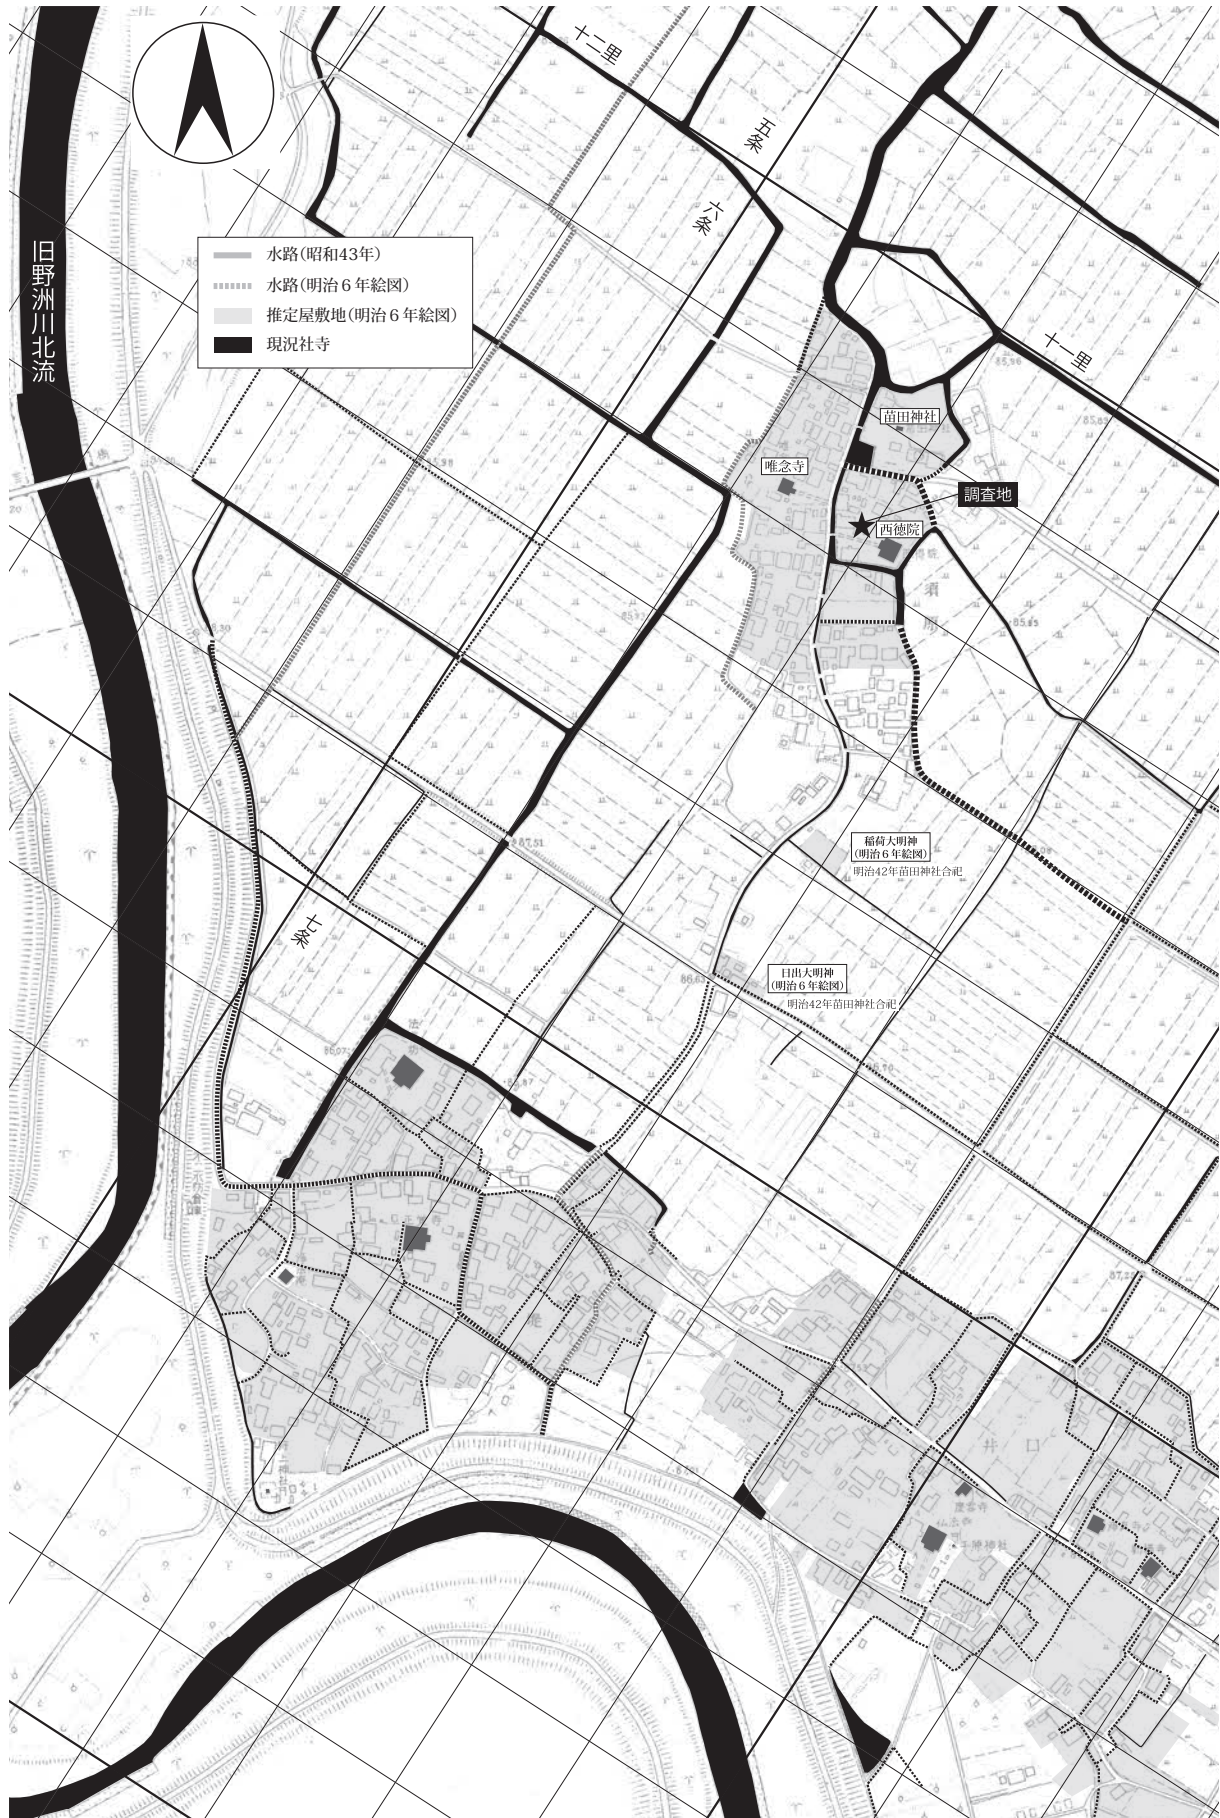 十二里
五条
六条
旧野洲川北流
水路(昭和43年)
水路(明治6年絵図)
推定屋敷地(明治6年絵図)
現況社寺
十一里
苗田神社
唯念寺
調査地
西徳院
稲荷大明神
(明治6年絵図)
明治42年苗田神社合祀
七条
日出大明神
(明治6年絵図)
明治42年苗田神社合祀
87.51
井口